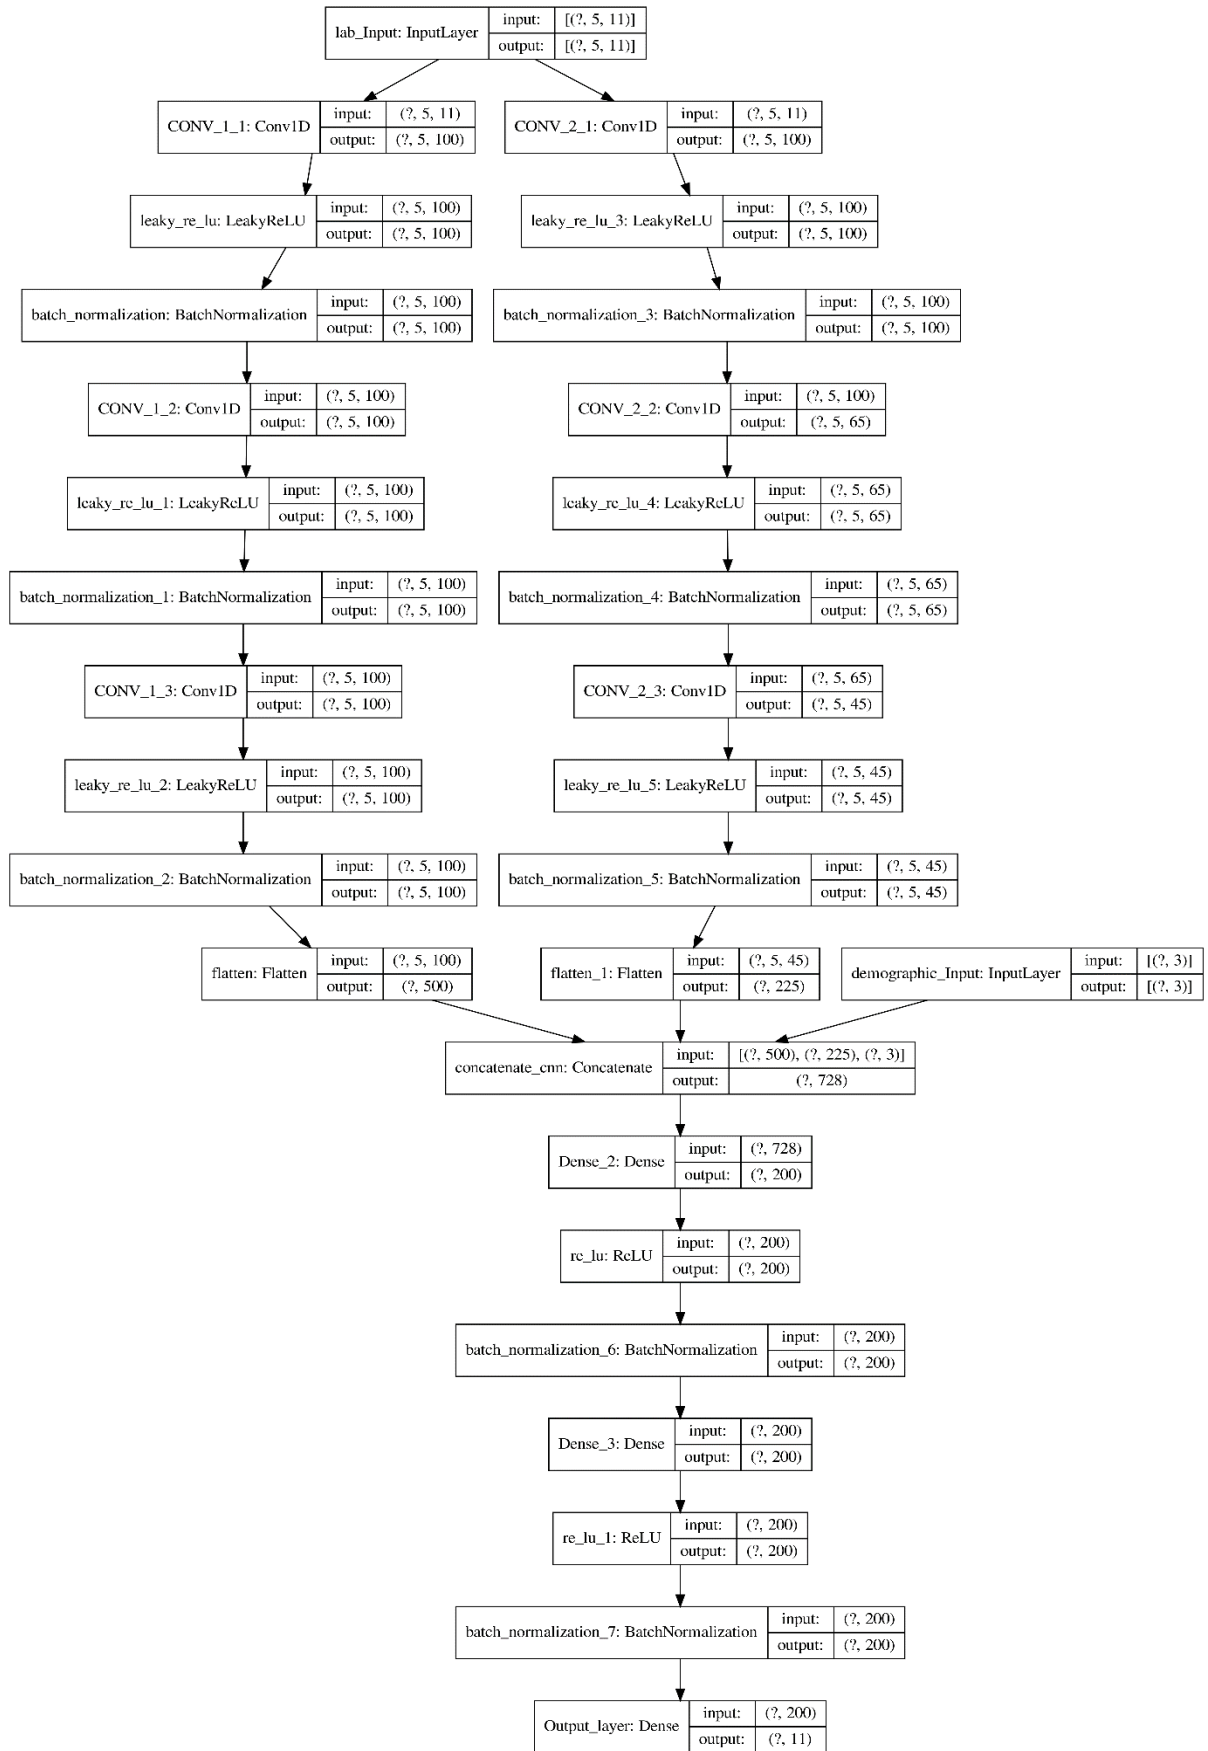 lab_Input: InputLayer
input: [(?, 5, 11)]
output: [(?, 5, 11)]
CONV_1_1: Conv1D
input: (?, 5, 11)
output: (?, 5, 100)
CONV_2_1: Conv1D
input: (?, 5, 11)
output: (?, 5, 100)
leaky_re_lu: LeakyReLU
input: (?, 5, 100)
output: (?, 5, 100)
leaky_re_lu_3: LeakyReLU
input: (?, 5, 100)
output: (?, 5, 100)
batch_normalization: BatchNormalization
input: (?, 5, 100)
output: (?, 5, 100)
batch_normalization_3: BatchNormalization
input: (?, 5, 100)
output: (?, 5, 100)
CONV_1_2: Conv1D
input: (?, 5, 100)
output: (?, 5, 100)
CONV_2_2: Conv1D
input: (?, 5, 100)
output: (?, 5, 65)
leaky_re_lu_1: LeakyReLU
input: (?, 5, 100)
output: (?, 5, 100)
leaky_re_lu_4: LeakyReLU
input: (?, 5, 65)
output: (?, 5, 65)
batch_normalization_1: BatchNormalization
input: (?, 5, 100)
output: (?, 5, 100)
batch_normalization_4: BatchNormalization
input: (?, 5, 65)
output: (?, 5, 65)
CONV_1_3: Conv1D
input: (?, 5, 100)
output: (?, 5, 100)
CONV_2_3: Conv1D
input: (?, 5, 65)
output: (?, 5, 45)
leaky_re_lu_2: LeakyReLU
input: (?, 5, 100)
output: (?, 5, 100)
leaky_re_lu_5: LeakyReLU
input: (?, 5, 45)
output: (?, 5, 45)
batch_normalization_2: BatchNormalization
input: (?, 5, 100)
output: (?, 5, 100)
batch_normalization_5: BatchNormalization
input: (?, 5, 45)
output: (?, 5, 45)
flatten: Flatten
input: (?, 5, 100)
output: (?, 500)
flatten_1: Flatten
input: (?, 5, 45)
output: (?, 225)
demographic_Input: InputLayer
input: [(?, 3)]
output: [(?, 3)]
concatenate_cnn: Concatenate
input: [(?, 500), (?, 225), (?, 3)]
output: (?, 728)
Dense_2: Dense
input: (?, 728)
output: (?, 200)
re_lu: ReLU
input: (?, 200)
output: (?, 200)
batch_normalization_6: BatchNormalization
input: (?, 200)
output: (?, 200)
Dense_3: Dense
input: (?, 200)
output: (?, 200)
re_lu_1: ReLU
input: (?, 200)
output: (?, 200)
batch_normalization_7: BatchNormalization
input: (?, 200)
output: (?, 200)
Output_layer: Dense
input: (?, 200)
output: (?, 11)